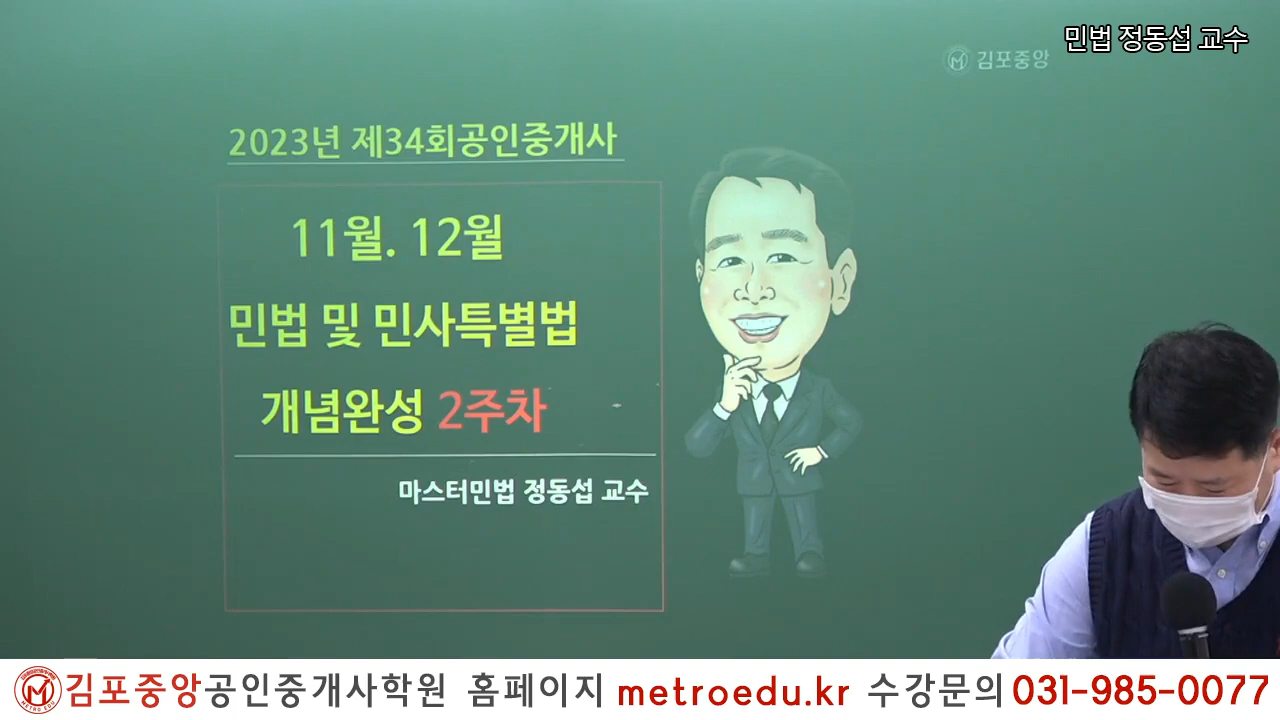 민법 정동섭 교수
김포중앙
2023년 제34회공인중개사
11월. 12월
민법 및 민사특별법
개념완성 2주차
마스터민법 정동섭 교수
METRO EDU
김포중앙공인중개사학원 홈페이지 metroedu.kr 수강문의 031-985-0077